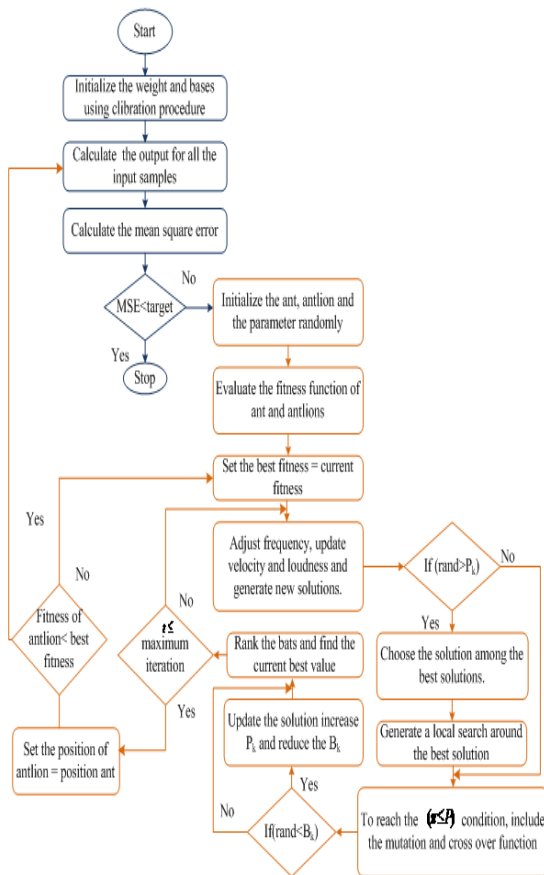 Start
Initialize the weight and bases
using clibration procedure
Calculate the output for all the
input samples
Calculate the mean square error
No
MSE<target
Yes
Stop
Initialize the ant, antlion and
the parameter randomly
Evaluate the fitness function of
ant and antlions
Set the best fitness = current
fitness
Yes
No
Adjust frequency, update
velocity and loudness and
generate new solutions.
If (rand>Pk)
No
Yes
Fitness of
antlion< best
fitness
No
t≤
maximum
iteration
Yes
Rank the bats and find the
current best value
Choose the solution among the
best solutions.
Update the solution increase
Pk and reduce the Bk
Generate a local search around
the best solution
Set the position of
antlion = position ant
Yes
No
If(rand<Bk)
To reach the (≤P) condition, include
the mutation and cross over function